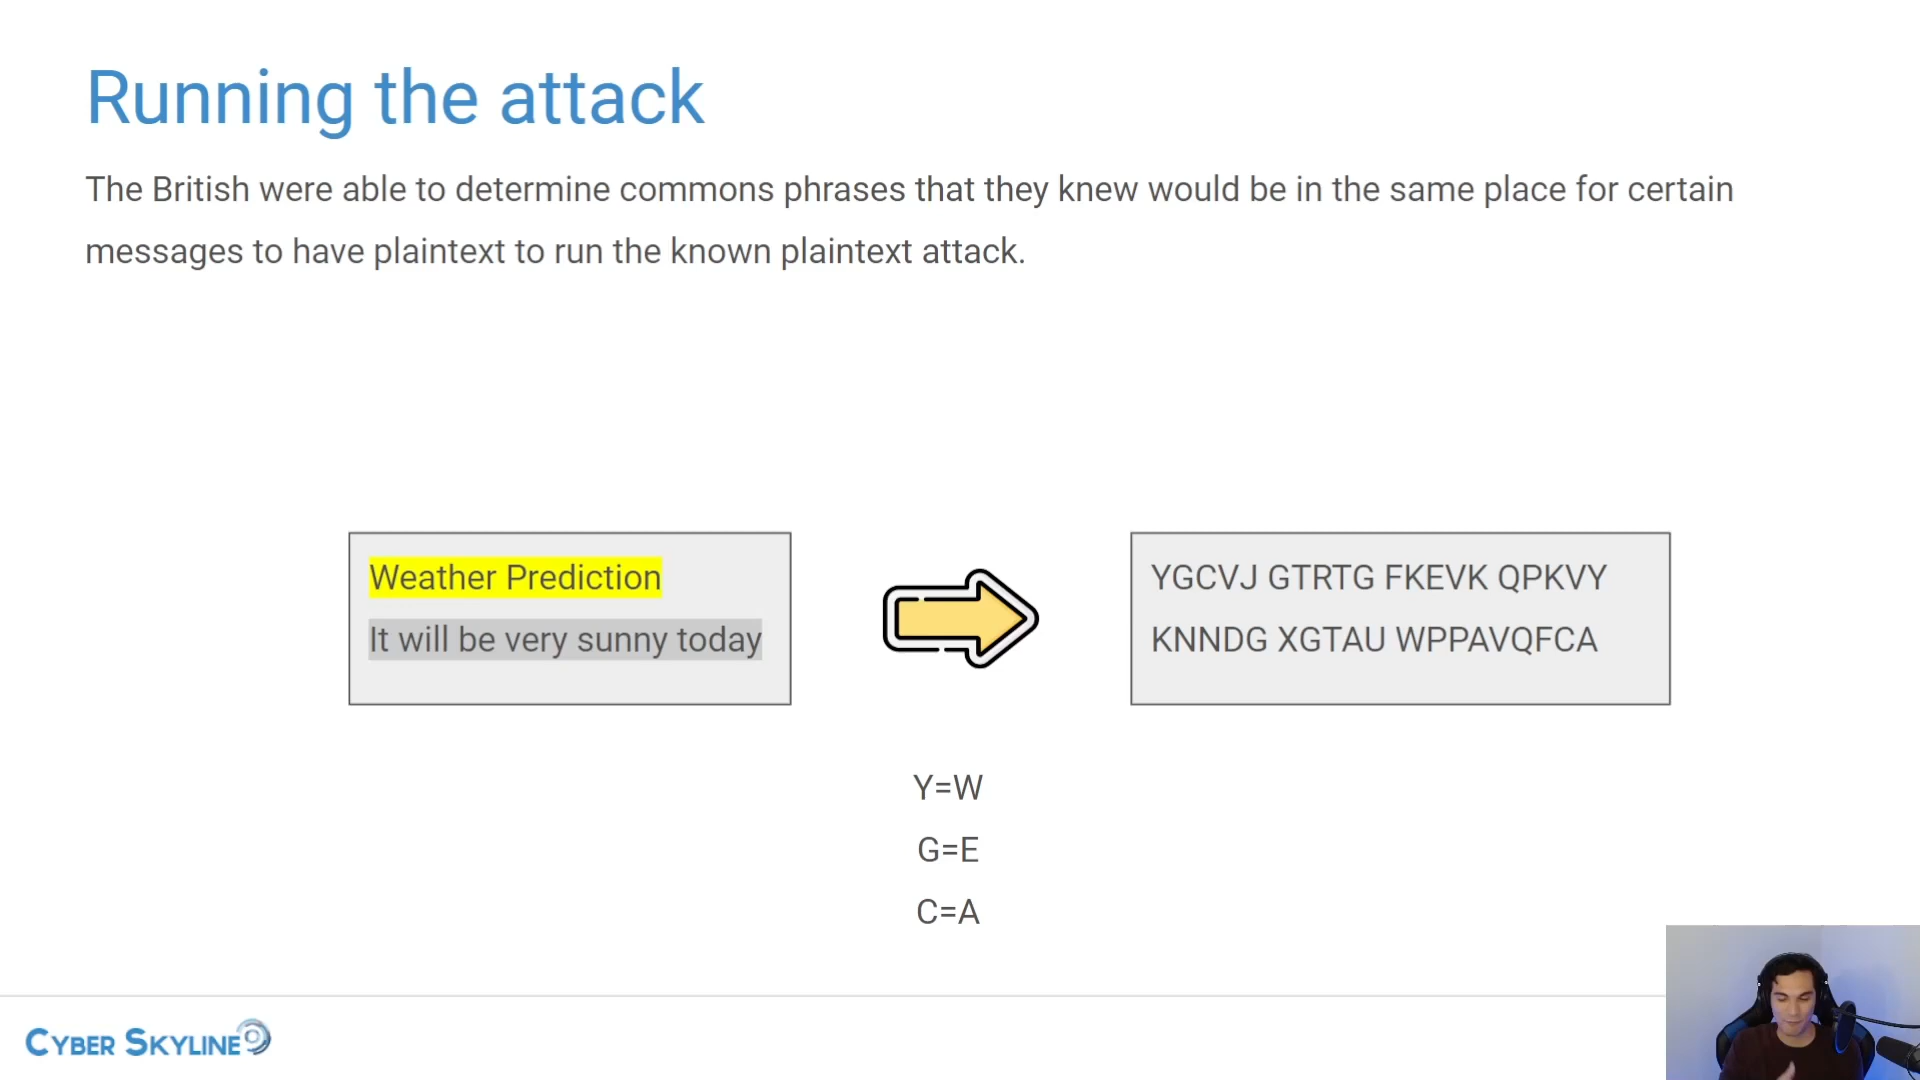 Running the attack
The British were able to determine commons phrases that they knew would be in the same place for certain
messages to have plaintext to run the known plaintext attack.
Weather Prediction
It will be very sunny today
YGCVJ GTRTG FKEVK QPKVY
KNNDG XGTAU WPPAVQFCA
Y=W
G=E
C=A
CYBER SKYLINE